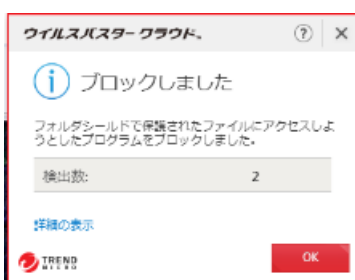 ウイルスバスター クラウド.
? ×
i ブロックしました
フォルダシールドで保護されたファイルにアクセスしよ
うとしたプログラムをブロックしました。
検出数: 2
詳細の表示
TREND
MICRO
OK